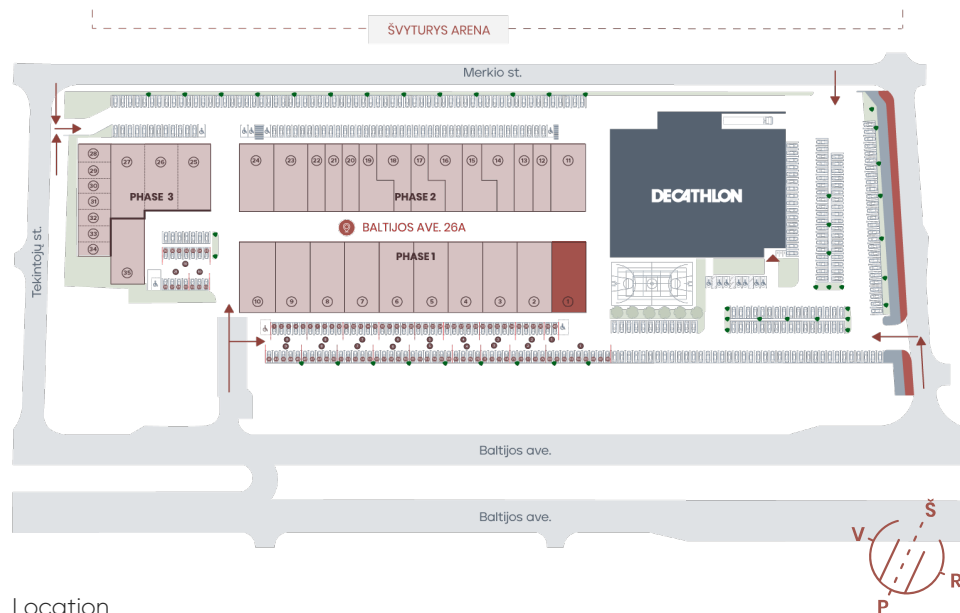 ŠVYTURYS ARENA
Merkio st.
28
27
26
25
24
23
22
21
20
19
18
17
16
15
14
13
12
11
29
30
31
32
33
34
35
PHASE 3
PHASE 2
DECATHLON
BALTIJOS AVE. 26A
PHASE 1
Tekintojų st.
10
9
8
7
6
5
4
3
2
1
Baltijos ave.
Baltijos ave.
Š
V
R
P
Location